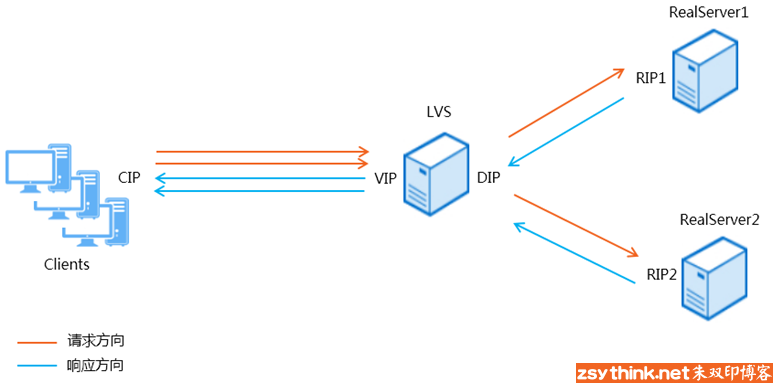 RealServer1
RIP1
LVS
CIP
VIP
DIP
RealServer2
Clients
RIP2
请求方向
响应方向
zsythink.net朱双印博客